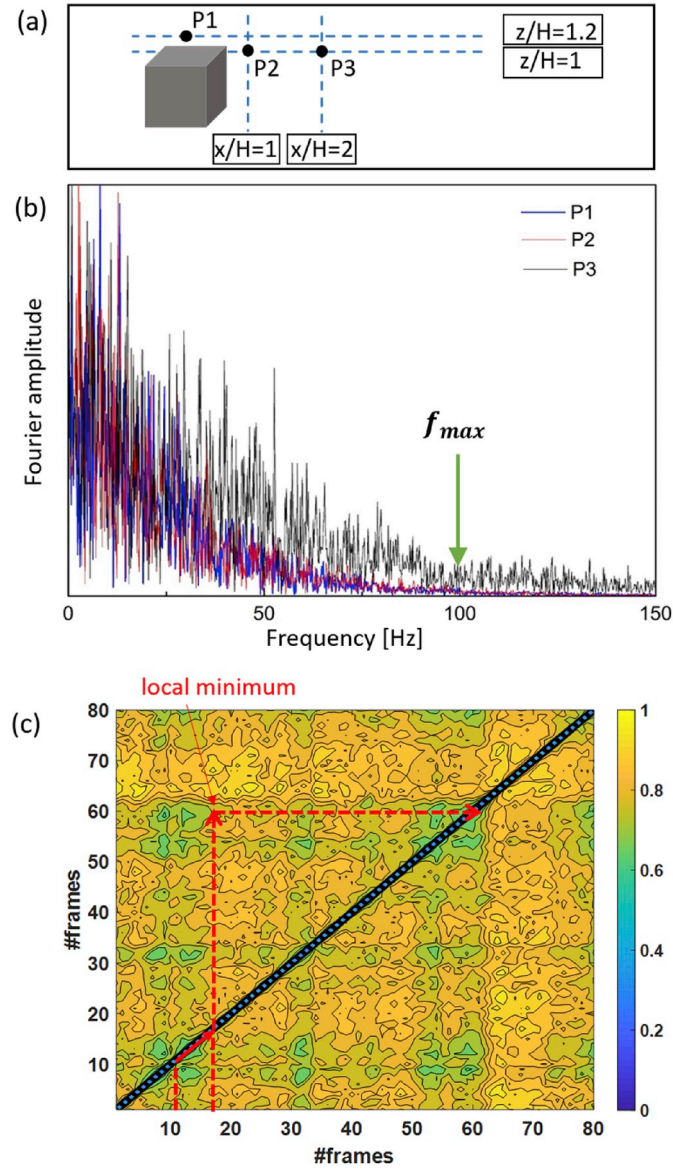 (a)
P1
z/H=1.2
z/H=1
P2
P3
x/H=1
x/H=2
(b)
P1
P2
P3
Fourier amplitude
f_max
0
50
100
150
Frequency [Hz]
local minimum
(c)
80
70
60
50
40
30
20
10
#frames
10
20
30
40
50
60
70
80
#frames
1
0.8
0.6
0.4
0.2
0